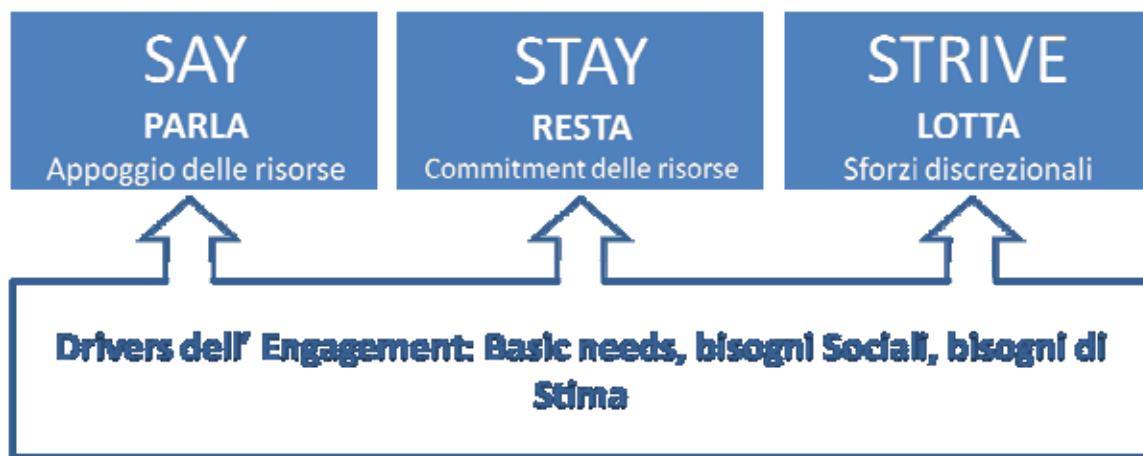 SAY
PARLA
Appoggio delle risorse
STAY
RESTA
Commitment delle risorse
STRIVE
LOTTA
Sforzi discrezionali
Drivers dell' Engagement: Basic needs, bisogni Sociali, bisogni di
Stima